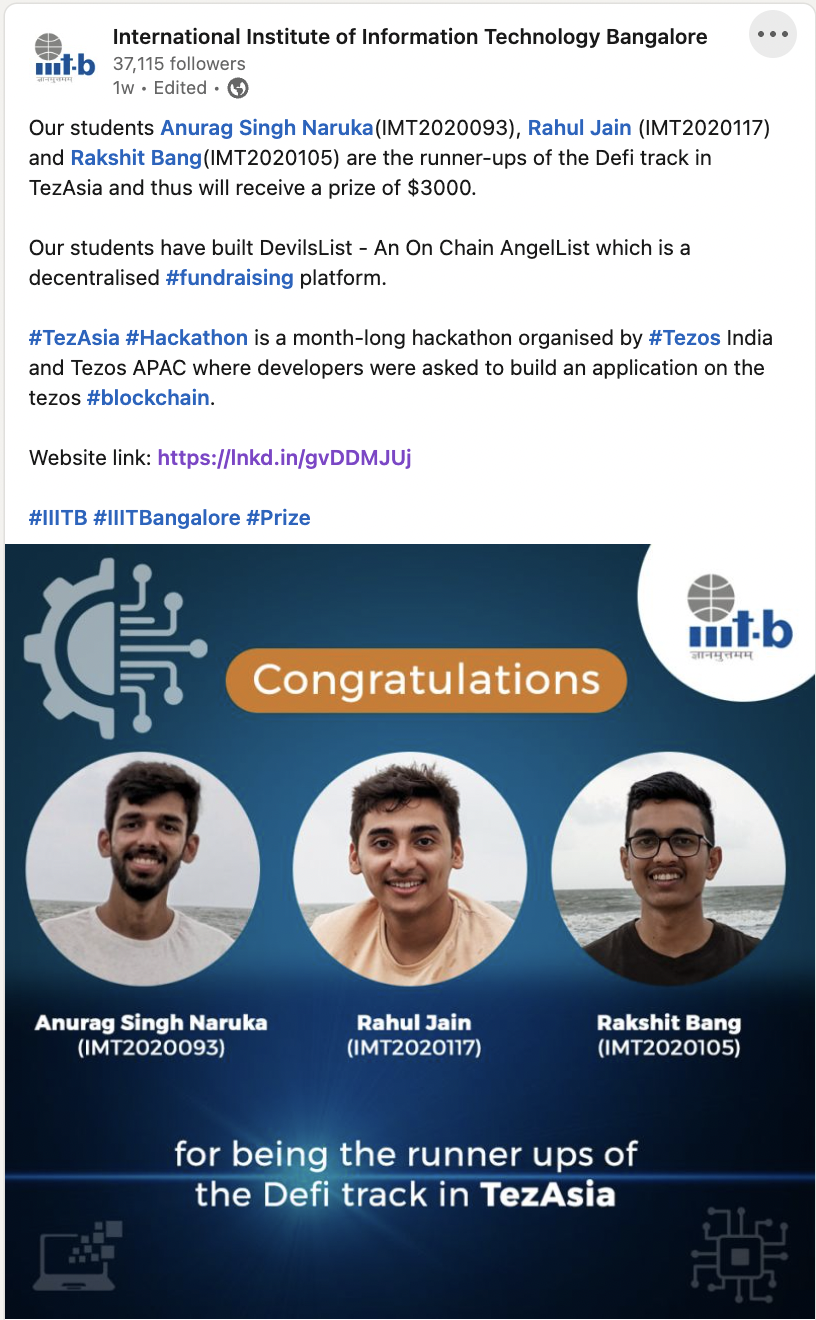 International Institute of Information Technology Bangalore
iiit-b
ज्ञानमुत्तमम्
37,115 followers
1w • Edited •
Our students Anurag Singh Naruka(IMT2020093), Rahul Jain (IMT2020117)
and Rakshit Bang(IMT2020105) are the runner-ups of the Defi track in
TezAsia and thus will receive a prize of $3000.
Our students have built DevilsList - An On Chain AngelList which is a
decentralised #fundraising platform.
#TezAsia #Hackathon is a month-long hackathon organised by #Tezos India
and Tezos APAC where developers were asked to build an application on the
tezos #blockchain.
Website link: https://lnkd.in/gvDDMJUj
#IIITB #IIITBangalore #Prize
iiit-b
ज्ञानमुत्तमम्
Congratulations
Anurag Singh Naruka
(IMT2020093)
Rahul Jain
(IMT2020117)
Rakshit Bang
(IMT2020105)
for being the runner ups of
the Defi track in TezAsia